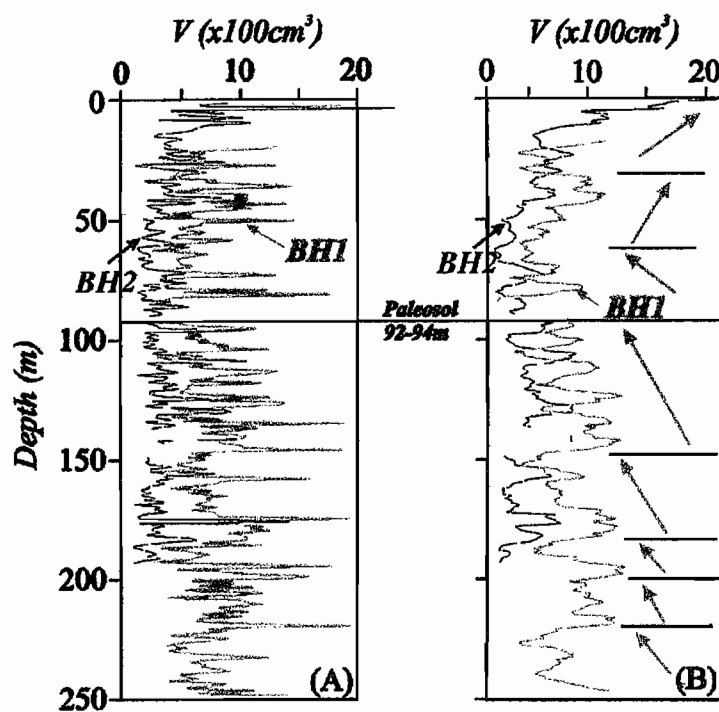 V (x100cm³)
V (x100cm³)
0 10 20
0 10 20
0
50
100
150
200
250
Depth (m)
BH2
BH1
BH2
BH1
Paleosol
92-94m
(A)
(B)